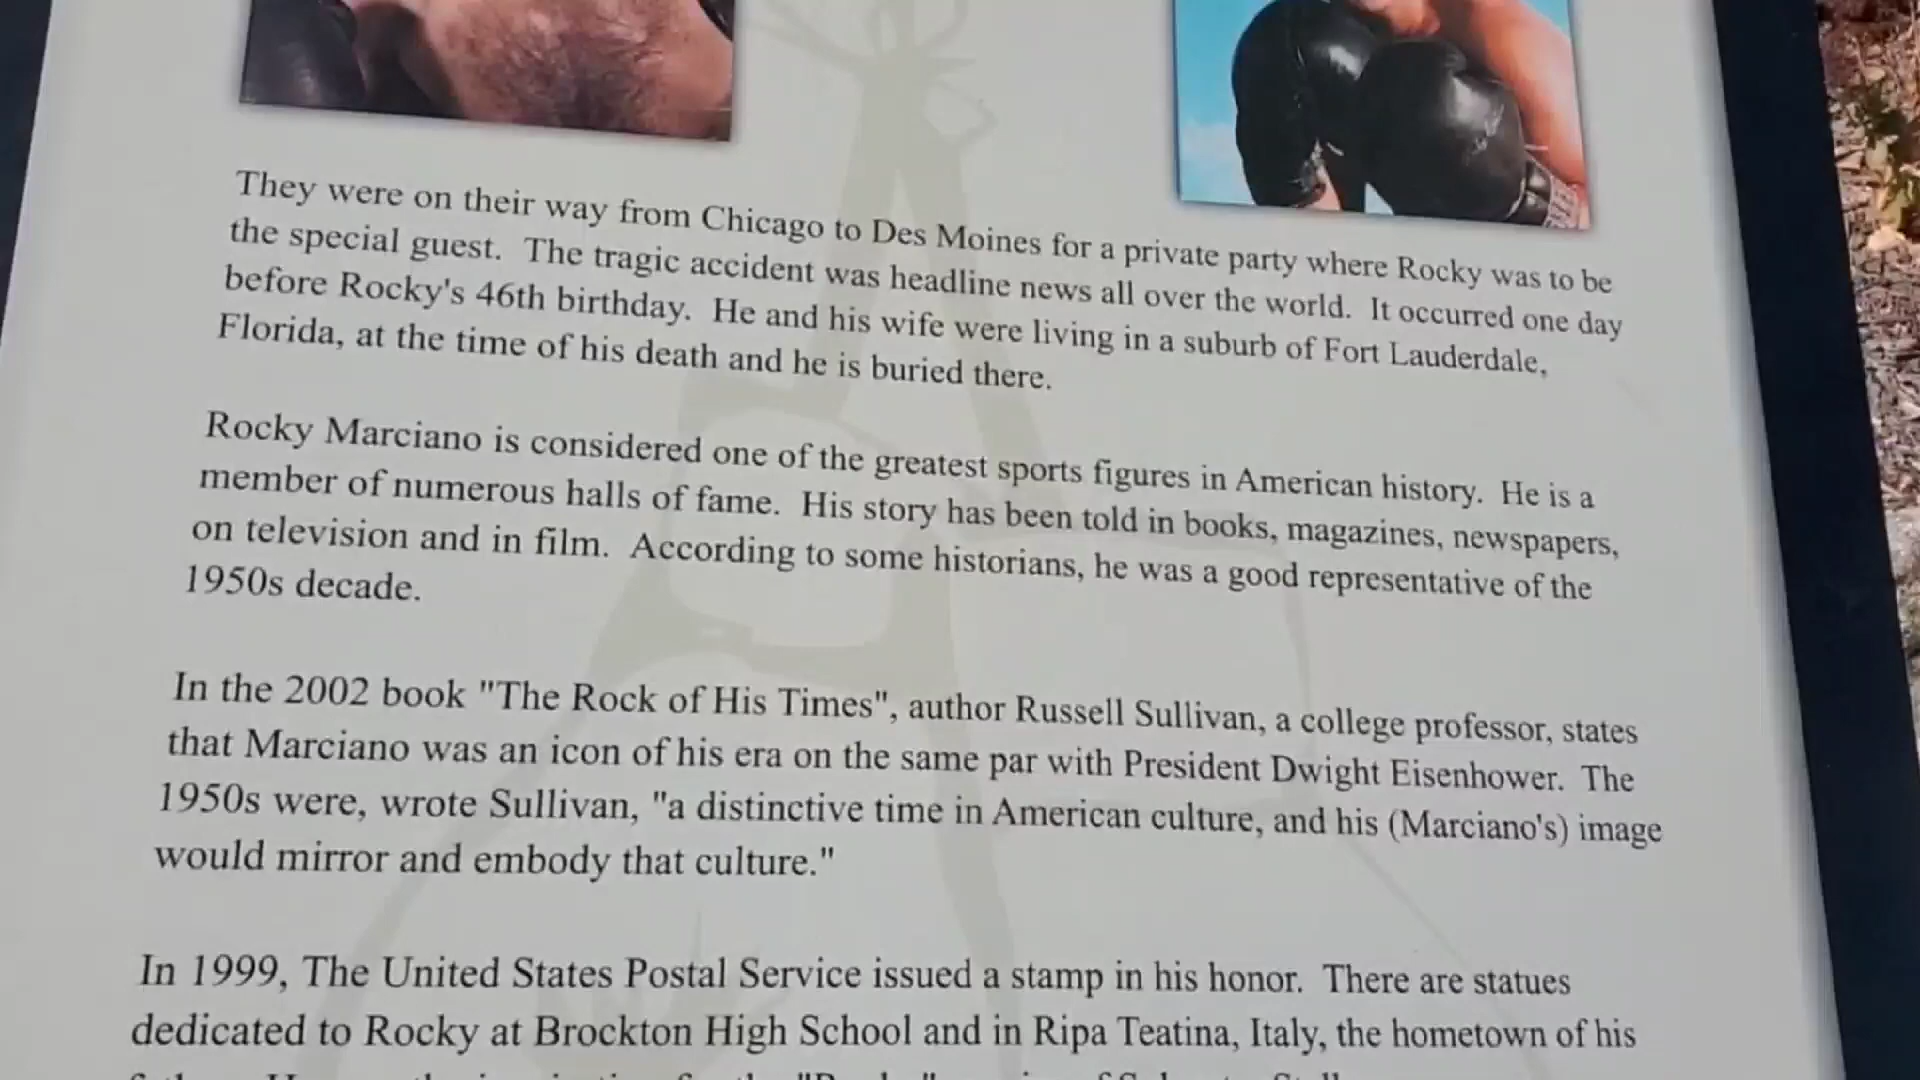 They were on their way from Chicago to Des Moines for a private party where Rocky was to be
the special guest. The tragic accident was headline news all over the world. It occurred one day
before Rocky's 46th birthday. He and his wife were living in a suburb of Fort Lauderdale,
Florida, at the time of his death and he is buried there.
Rocky Marciano is considered one of the greatest sports figures in American history. He is a
member of numerous halls of fame. His story has been told in books, magazines, newspapers,
on television and in film. According to some historians, he was a good representative of the
1950s decade.
In the 2002 book "The Rock of His Times", author Russell Sullivan, a college professor, states
that Marciano was an icon of his era on the same par with President Dwight Eisenhower. The
1950s were, wrote Sullivan, "a distinctive time in American culture, and his (Marciano's) image
would mirror and embody that culture."
In 1999, The United States Postal Service issued a stamp in his honor. There are statues
dedicated to Rocky at Brockton High School and in Ripa Teatina, Italy, the hometown of his